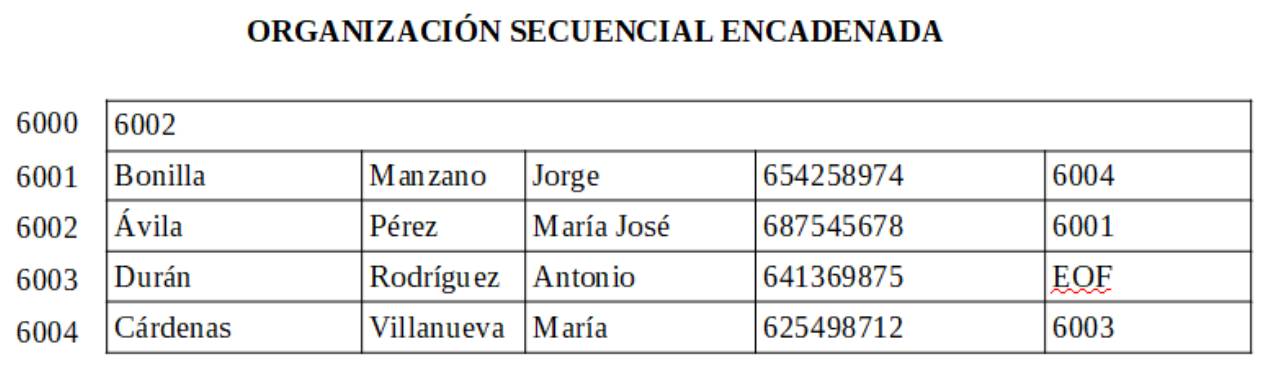 ORGANIZACIÓN SECUENCIAL ENCADENADA
6000 6002
6001 Bonilla Manzano Jorge 654258974 6004
6002 Ávila Pérez María José 687545678 6001
6003 Durán Rodríguez Antonio 641369875 EOF
6004 Cárdenas Villanueva María 625498712 6003